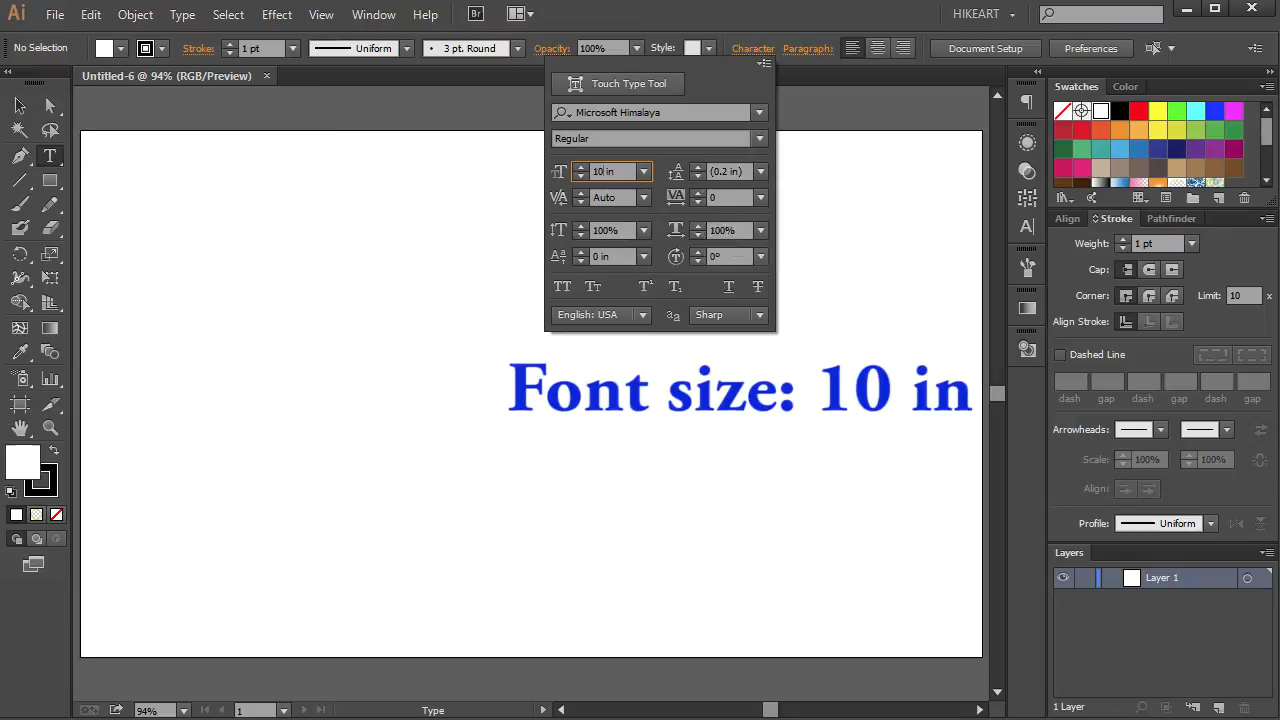 Ai File Edit Object Type Select Effect View Window Help Br HIKEART
No Selection Stroke: 1 pt Uniform 3 pt. Round Opacity: 100% Style: Character Paragraph: Document Setup Preferences
Untitled-6 @ 94% (RGB/Preview) ×
Touch Type Tool
Microsoft Himalaya
Regular
10 in (0.2 in)
Auto 0
100% 100%
0 in 0°
English: USA Sharp
Font size: 10 in
Swatches Color
Align Stroke Pathfinder
Weight: 1 pt
Cap:
Corner: Limit: 10 x
Align Stroke:
Dashed Line
dash gap dash gap dash gap
Arrowheads:
Scale: 100% 100%
Align:
Profile: Uniform
Layers
Layer 1
1 Layer
94% 1 Type